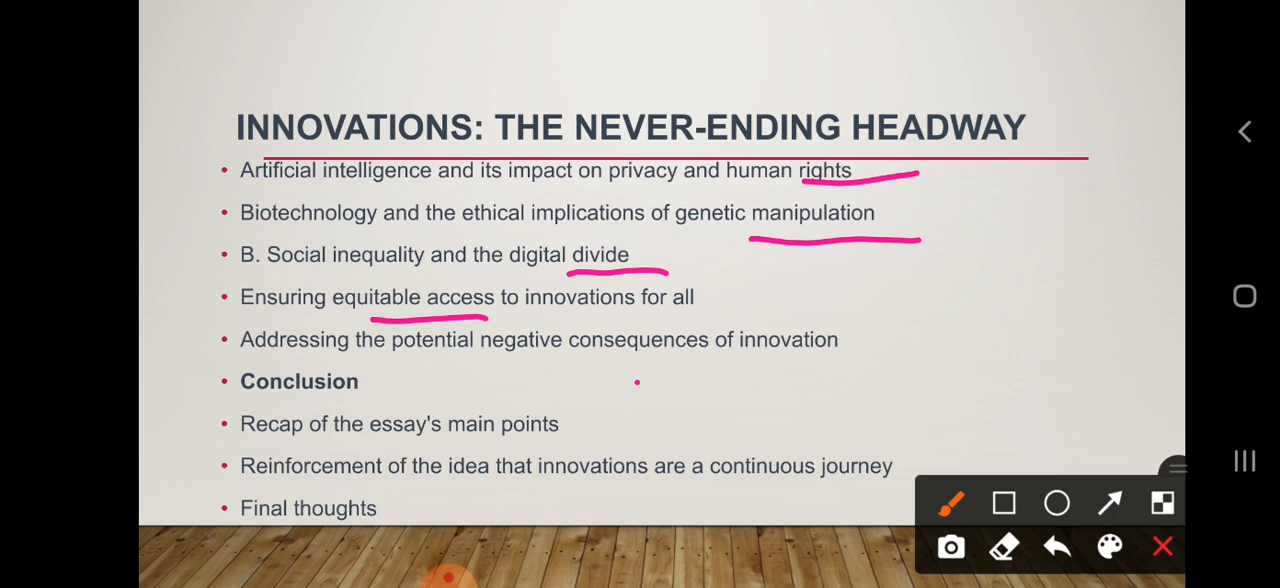 INNOVATIONS: THE NEVER-ENDING HEADWAY
• Artificial intelligence and its impact on privacy and human rights
• Biotechnology and the ethical implications of genetic manipulation
• B. Social inequality and the digital divide
• Ensuring equitable access to innovations for all
• Addressing the potential negative consequences of innovation
• Conclusion
• Recap of the essay's main points
• Reinforcement of the idea that innovations are a continuous journey
• Final thoughts